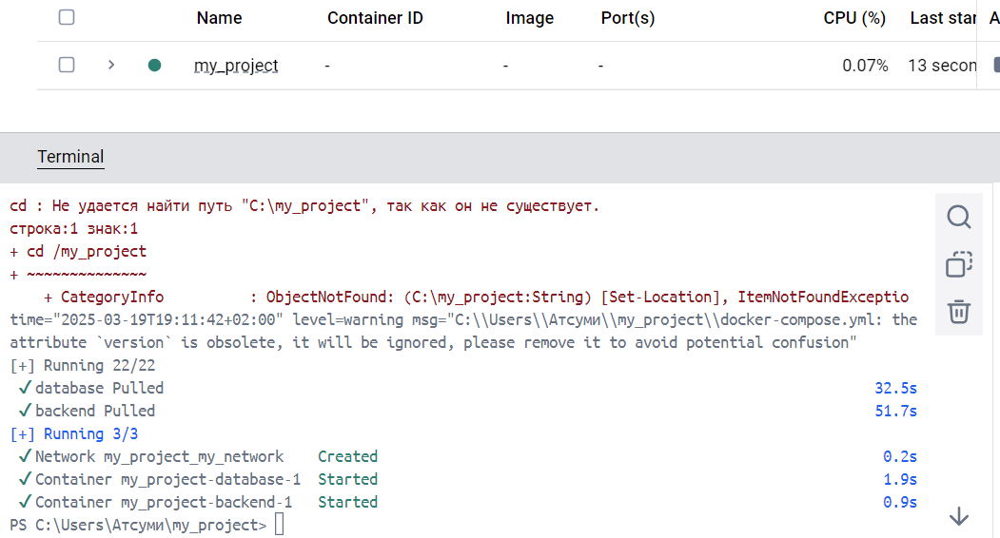 Name Container ID Image Port(s) CPU (%) Last star A
my_project - - - 0.07% 13 secon
Terminal
cd : Не удается найти путь "C:\my_project", так как он не существует.
строка:1 знак:1
+ cd /my_project
+ ~~~~~~~~~~~~~~
    + CategoryInfo          : ObjectNotFound: (C:\my_project:String) [Set-Location], ItemNotFoundExceptio
time="2025-03-19T19:11:42+02:00" level=warning msg="C:\\Users\\Атсуми\\my_project\\docker-compose.yml: the
attribute `version` is obsolete, it will be ignored, please remove it to avoid potential confusion"
[+] Running 22/22
✓ database Pulled 32.5s
✓ backend Pulled 51.7s
[+] Running 3/3
✓ Network my_project_my_network Created 0.2s
✓ Container my_project-database-1 Started 1.9s
✓ Container my_project-backend-1 Started 0.9s
PS C:\Users\Атсуми\my_project>